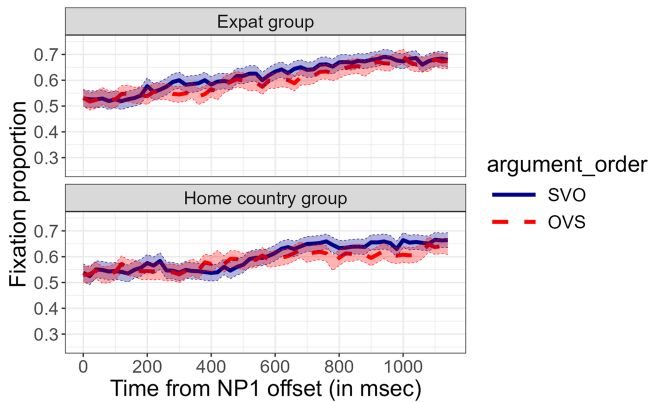 Expat group
0.7
0.6
0.5
0.4
0.3
Home country group
0.7
0.6
0.5
0.4
0.3
0 200 400 600 800 1000
Time from NP1 offset (in msec)
Fixation proportion
argument_order
SVO
OVS